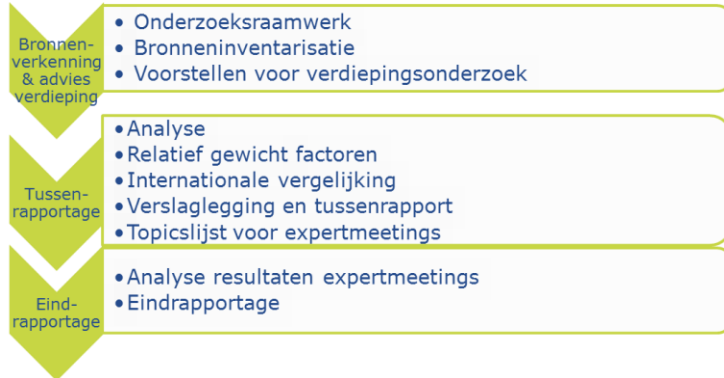 Bronnen-
verkenning
& advies
verdieping
• Onderzoeksraamwerk
• Bronneninventarisatie
• Voorstellen voor verdiepingsonderzoek
Tussen-
rapportage
• Analyse
• Relatief gewicht factoren
• Internationale vergelijking
• Verslaglegging en tussenrapport
• Topicslijst voor expertmeetings
Eind-
rapportage
• Analyse resultaten expertmeetings
• Eindrapportage